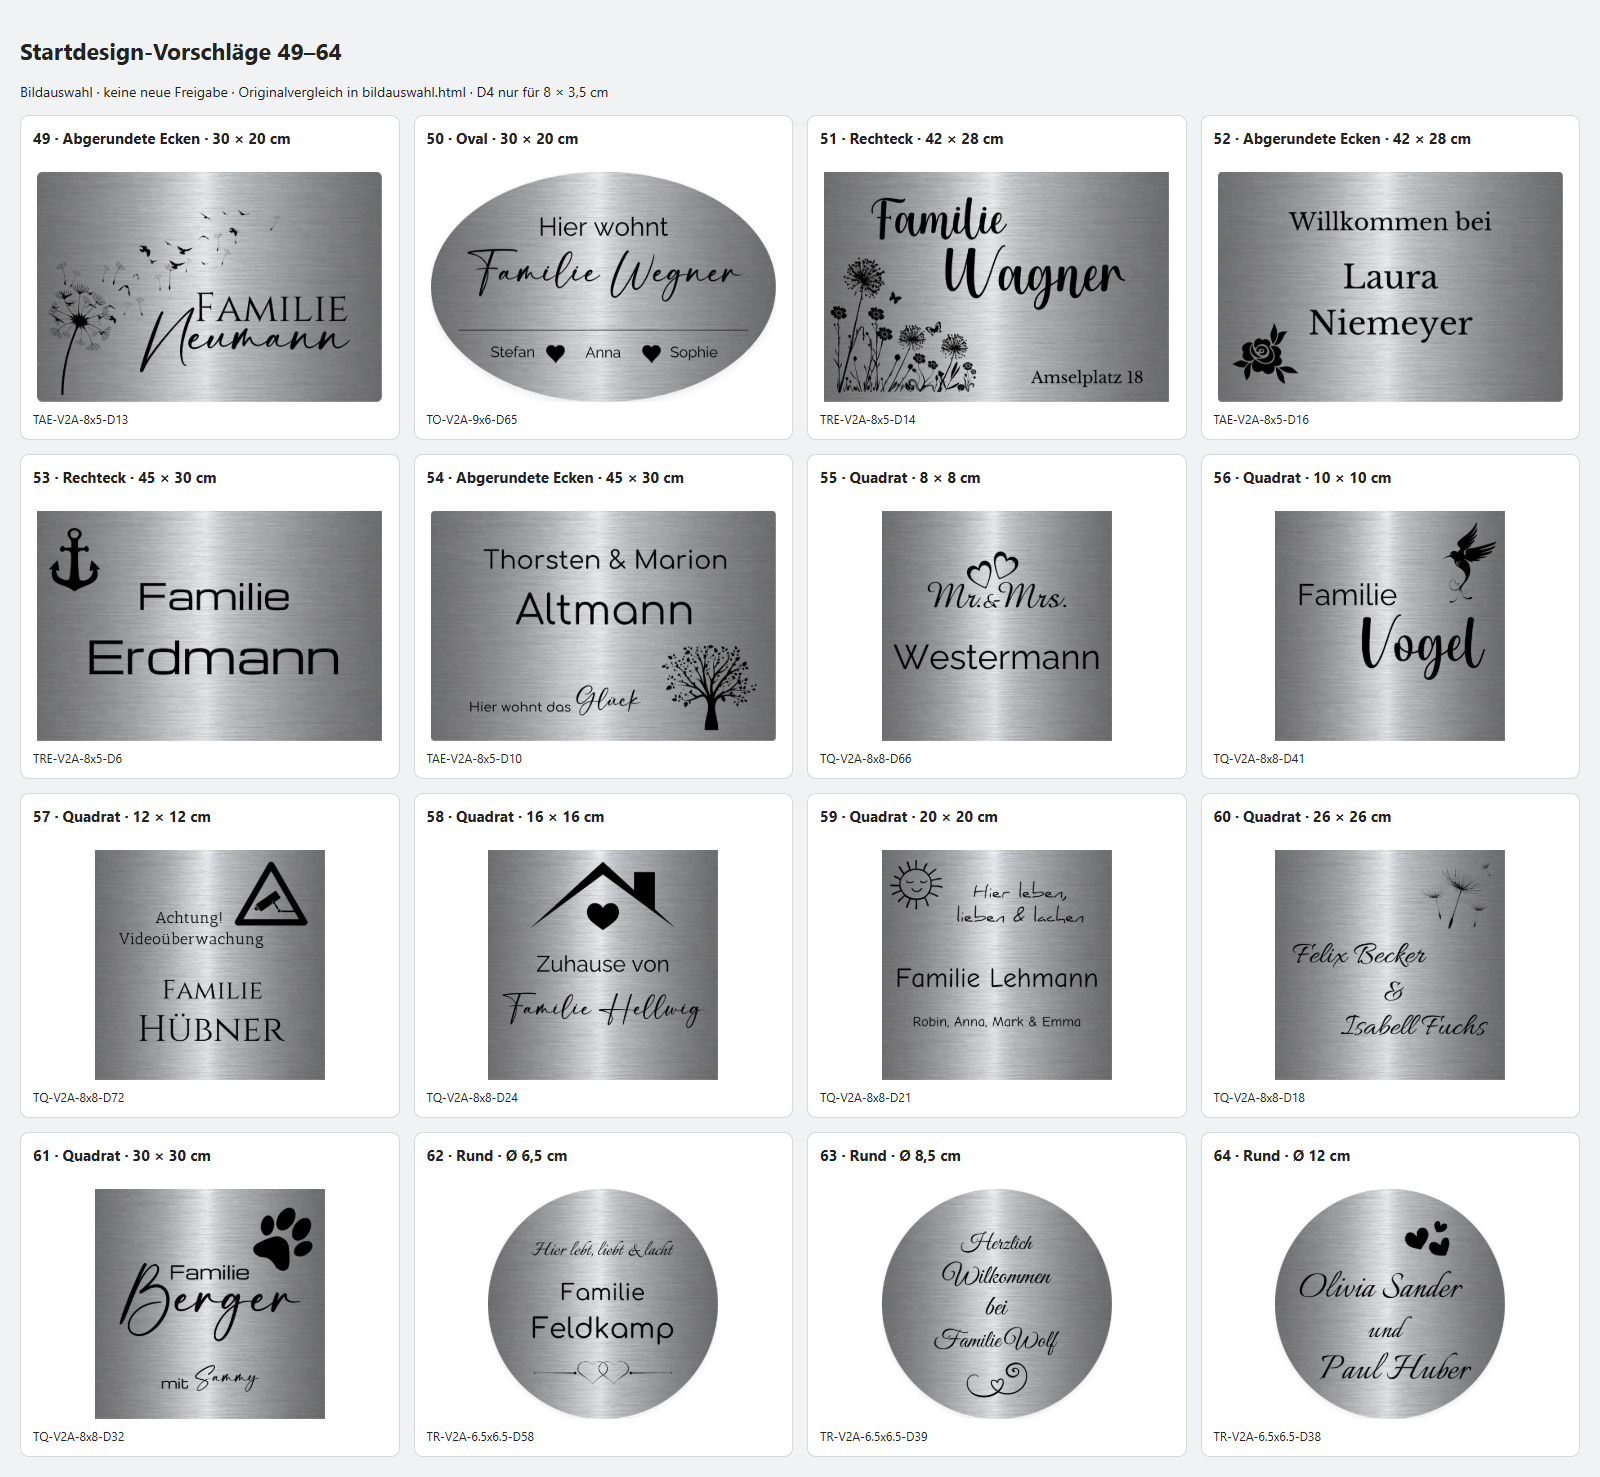 Startdesign-Vorschläge 49–64
Bildauswahl · keine neue Freigabe · Originalvergleich in bildauswahl.html · D4 nur für 8 × 3,5 cm
49 · Abgerundete Ecken · 30 × 20 cm
FAMILIE
Neumann
TAE-V2A-8x5-D13
50 · Oval · 30 × 20 cm
Hier wohnt
Familie Wegner
Stefan Anna Sophie
TO-V2A-9x6-D65
51 · Rechteck · 42 × 28 cm
Familie
Wagner
Amselplatz 18
TRE-V2A-8x5-D14
52 · Abgerundete Ecken · 42 × 28 cm
Willkommen bei
Laura
Niemeyer
TAE-V2A-8x5-D16
53 · Rechteck · 45 × 30 cm
Familie
Erdmann
TRE-V2A-8x5-D6
54 · Abgerundete Ecken · 45 × 30 cm
Thorsten & Marion
Altmann
Hier wohnt das Glück
TAE-V2A-8x5-D10
55 · Quadrat · 8 × 8 cm
Mr. & Mrs.
Westermann
TQ-V2A-8x8-D66
56 · Quadrat · 10 × 10 cm
Familie
Vogel
TQ-V2A-8x8-D41
57 · Quadrat · 12 × 12 cm
Achtung!
Videoüberwachung
FAMILIE
HÜBNER
TQ-V2A-8x8-D72
58 · Quadrat · 16 × 16 cm
Zuhause von
Familie Hellwig
TQ-V2A-8x8-D24
59 · Quadrat · 20 × 20 cm
Hier leben,
lieben & lachen
Familie Lehmann
Robin, Anna, Mark & Emma
TQ-V2A-8x8-D21
60 · Quadrat · 26 × 26 cm
Felix Becker
&
Isabell Fuchs
TQ-V2A-8x8-D18
61 · Quadrat · 30 × 30 cm
Familie
Berger
mit Sammy
TQ-V2A-8x8-D32
62 · Rund · Ø 6,5 cm
Hier lebt, liebt & lacht
Familie
Feldkamp
TR-V2A-6.5x6.5-D58
63 · Rund · Ø 8,5 cm
Herzlich
Wilkommen
bei
Familie Wolf
TR-V2A-6.5x6.5-D39
64 · Rund · Ø 12 cm
Olivia Sander
und
Paul Huber
TR-V2A-6.5x6.5-D38